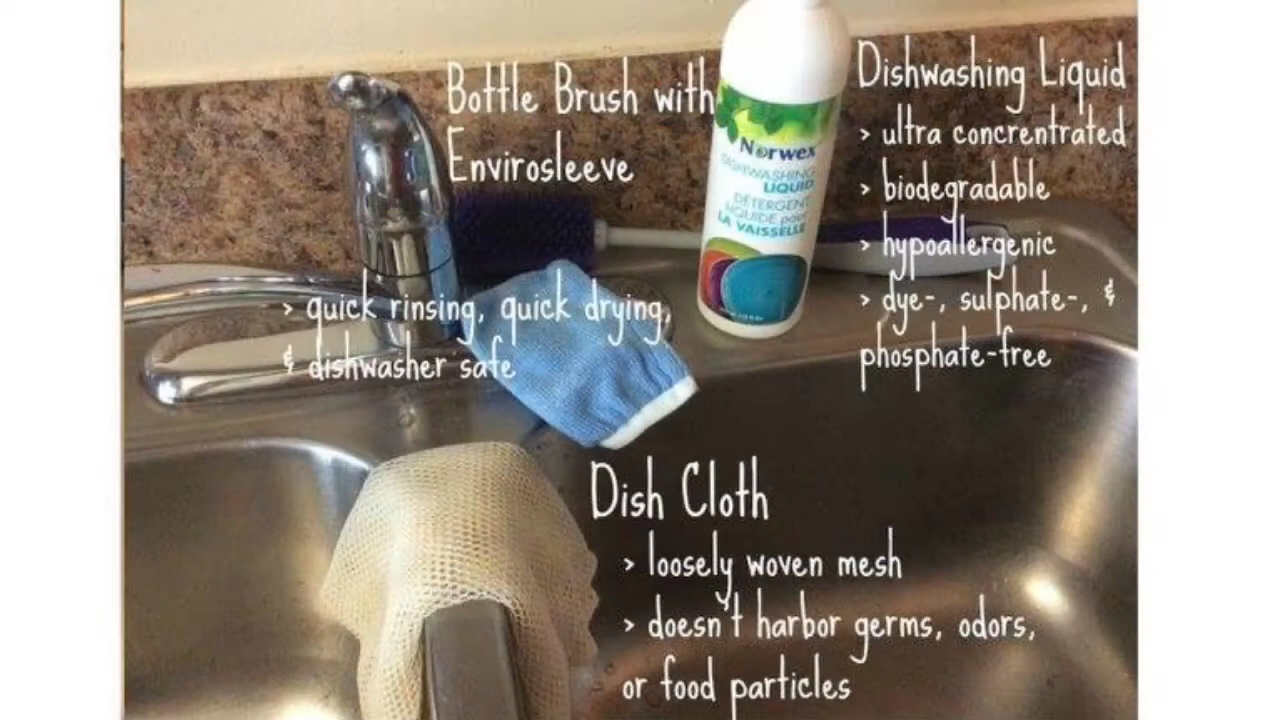 Bottle Brush with
Envirosleeve
> quick rinsing, quick drying,
& dishwasher safe
Norwex
DISHWASHING
LIQUID
DÉTERGENT
LIQUIDE pour
LA VAISSELLE
Dishwashing Liquid
> ultra concrentrated
> biodegradable
> hypoallergenic
> dye-, sulphate-, &
phosphate-free
Dish Cloth
> loosely woven mesh
> doesn't harbor germs, odors,
or food particles